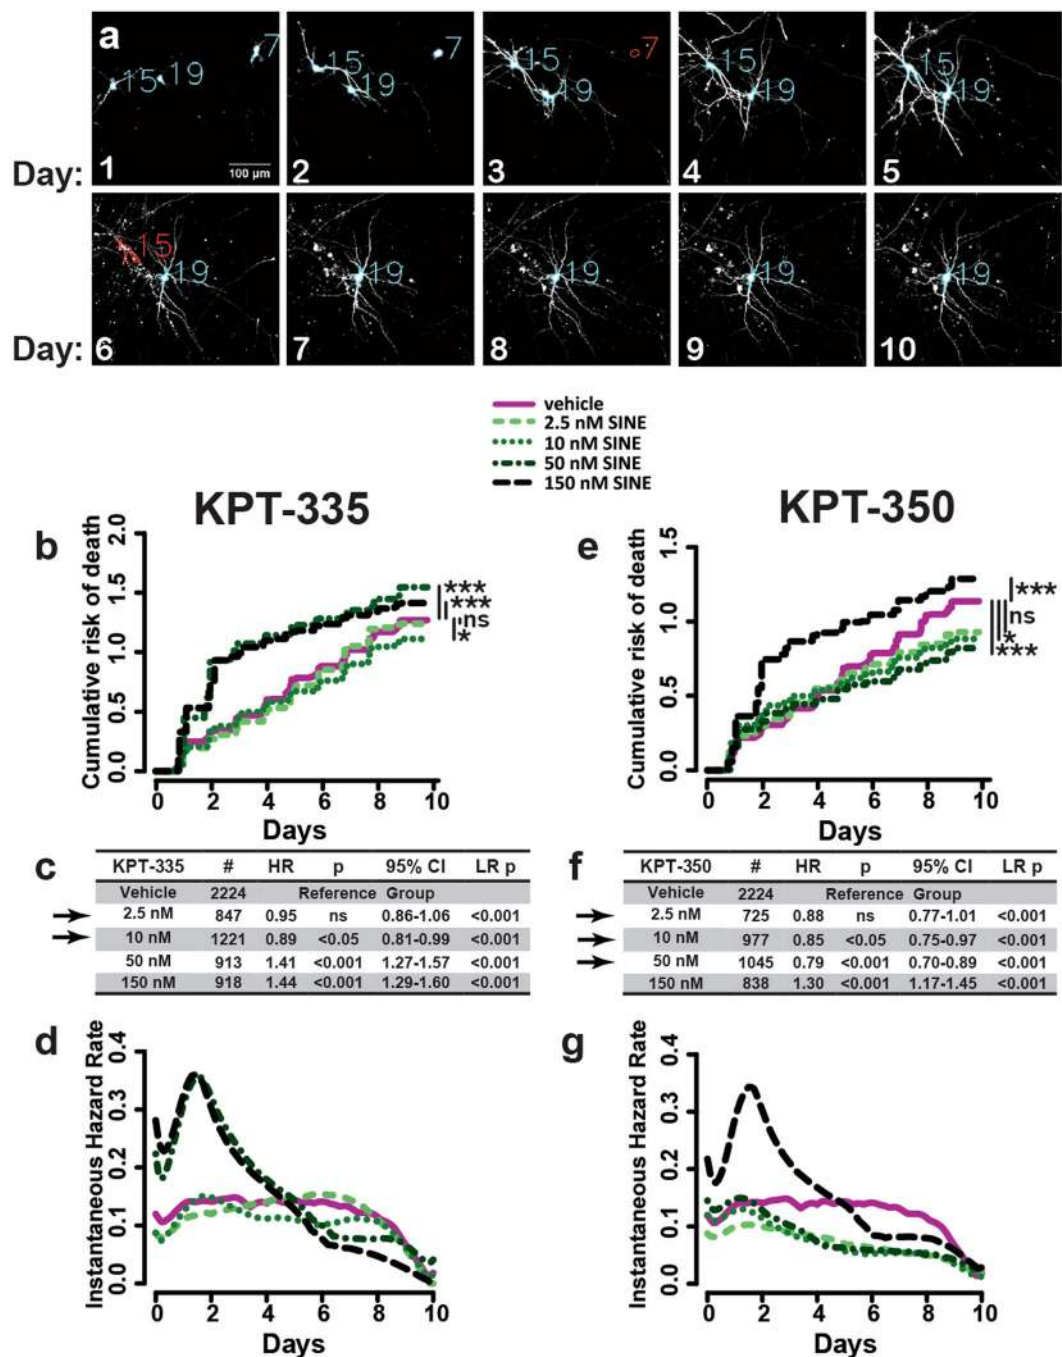 a
15 19 7
15 19 7
15 19 7
15 19
15 19
Day: 1 100 µm 2 3 4 5
15 19
19
19
19
19
Day: 6 7 8 9 10
vehicle
2.5 nM SINE
10 nM SINE
50 nM SINE
150 nM SINE
KPT-335
b
Cumulative risk of death
2.0
1.5
1.0
0.5
0.0
***
***
ns
*
0 2 4 6 8 10
Days
KPT-350
e
Cumulative risk of death
1.5
1.0
0.5
0.0
***
ns
*
***
0 2 4 6 8 10
Days
c
KPT-335 # HR p 95% CI LR p
Vehicle 2224 Reference Group
2.5 nM 847 0.95 ns 0.86-1.06 <0.001
10 nM 1221 0.89 <0.05 0.81-0.99 <0.001
50 nM 913 1.41 <0.001 1.27-1.57 <0.001
150 nM 918 1.44 <0.001 1.29-1.60 <0.001
f
KPT-350 # HR p 95% CI LR p
Vehicle 2224 Reference Group
2.5 nM 725 0.88 ns 0.77-1.01 <0.001
10 nM 977 0.85 <0.05 0.75-0.97 <0.001
50 nM 1045 0.79 <0.001 0.70-0.89 <0.001
150 nM 838 1.30 <0.001 1.17-1.45 <0.001
d
Instantaneous Hazard Rate
0.4
0.3
0.2
0.1
0.0
0 2 4 6 8 10
Days
g
Instantaneous Hazard Rate
0.4
0.3
0.2
0.1
0.0
0 2 4 6 8 10
Days